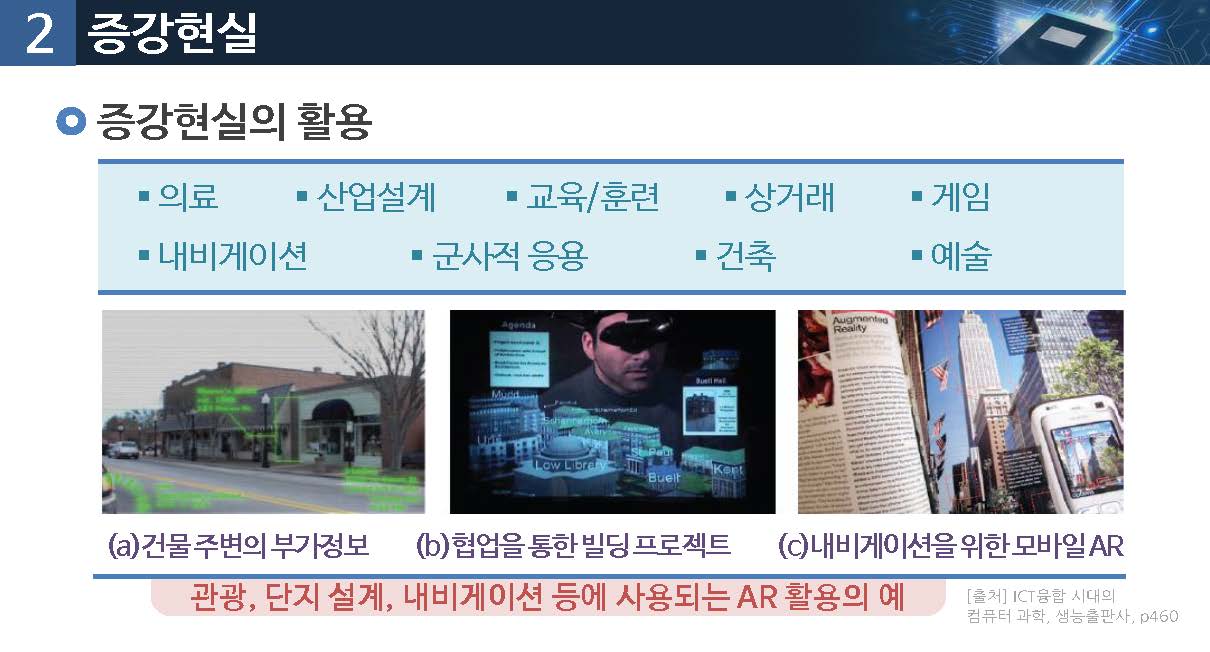 2 증강현실
증강현실의 활용
▪ 의료 ▪ 산업설계 ▪ 교육/훈련 ▪ 상거래 ▪ 게임
▪ 내비게이션 ▪ 군사적 응용 ▪ 건축 ▪ 예술
Agenda
Buell Hall
Mudd
Uris
Schermerhorn
Avery
Low Library
St. Paul
Buell
Kent
Augmented
Reality
(a)건물 주변의 부가정보 (b)협업을 통한 빌딩 프로젝트 (c)내비게이션을 위한 모바일 AR
관광, 단지 설계, 내비게이션 등에 사용되는 AR 활용의 예
[출처] ICT융합 시대의
컴퓨터 과학, 생능출판사, p460